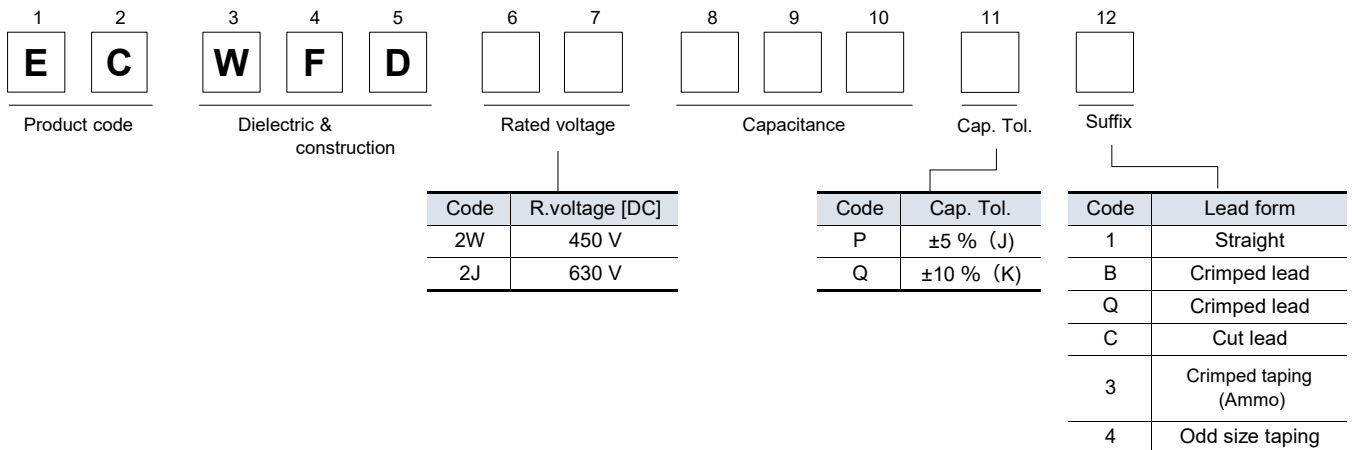 1 2 3 4 5 6 7 8 9 10 11 12
E C W F D
Product code Dielectric & construction Rated voltage Capacitance Cap. Tol. Suffix
Code R.voltage [DC]
2W 450 V
2J 630 V
Code Cap. Tol.
P ±5 %（J）
Q ±10 %（K）
Code Lead form
1 Straight
B Crimped lead
Q Crimped lead
C Cut lead
3 Crimped taping
(Ammo)
4 Odd size taping